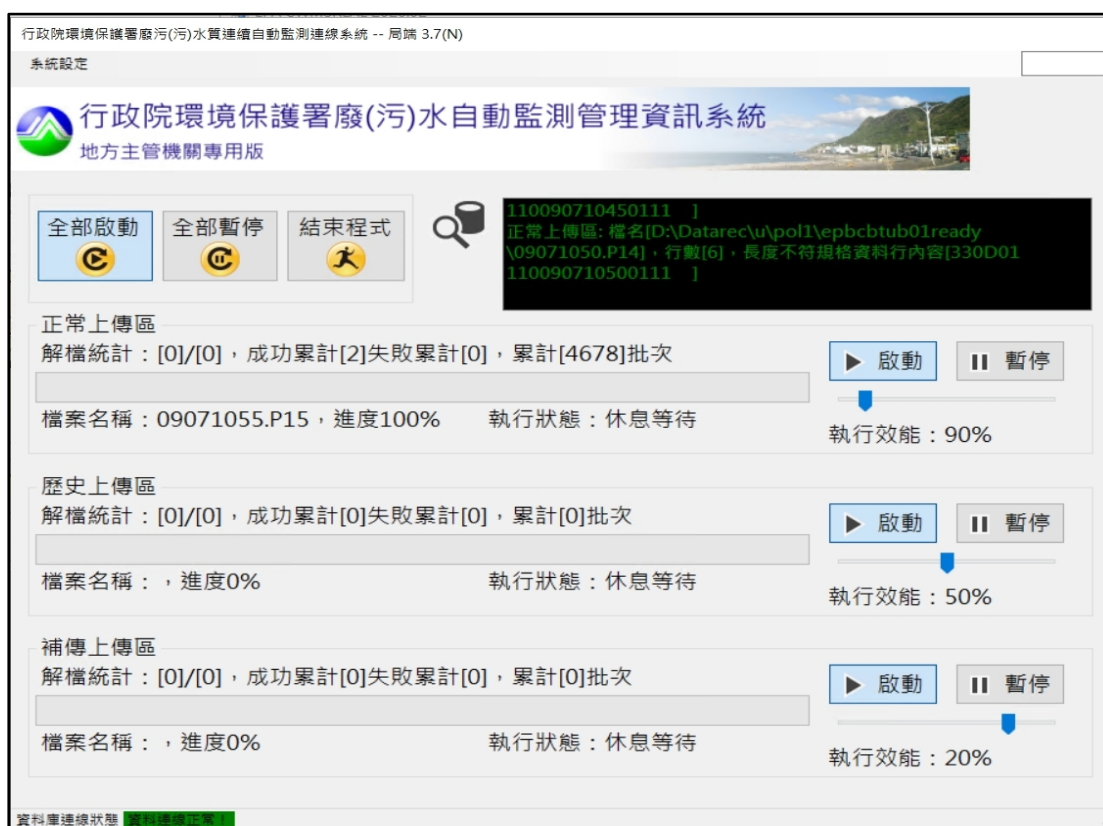 行政院環境保護署廢污(污)水質連續自動監測連線系統 -- 局端 3.7(N)
系統設定
行政院環境保護署廢(污)水自動監測管理資訊系統
地方主管機關專用版
全部啟動
全部暫停
結束程式
110090710450111 ]
正常上傳區: 檔名[D:\Datarec\u\pol1\epbcbtub01ready
\09071050.P14]，行數[6]，長度不符規格資料行內容[330D01
110090710500111 ]
正常上傳區
解檔統計：[0]/[0]，成功累計[2]失敗累計[0]，累計[4678]批次
啟動
暫停
檔案名稱：09071055.P15，進度100%
執行狀態：休息等待
執行效能：90%
歷史上傳區
解檔統計：[0]/[0]，成功累計[0]失敗累計[0]，累計[0]批次
啟動
暫停
檔案名稱：，進度0%
執行狀態：休息等待
執行效能：50%
補傳上傳區
解檔統計：[0]/[0]，成功累計[0]失敗累計[0]，累計[0]批次
啟動
暫停
檔案名稱：，進度0%
執行狀態：休息等待
執行效能：20%
資料庫連線狀態 資料連線正常！